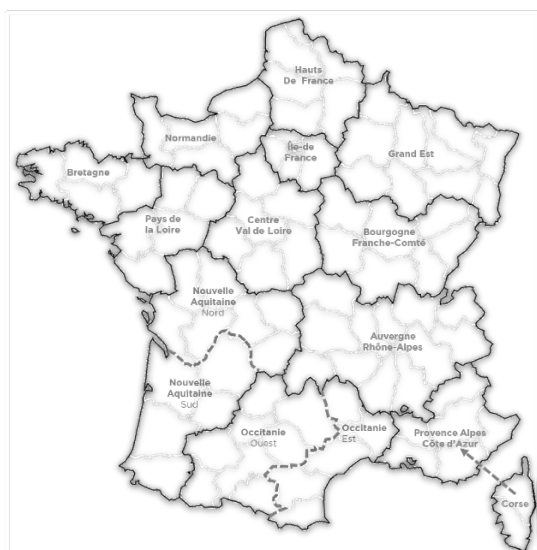 Hauts
De France
Normandie
Île-de
France
Grand Est
Bretagne
Pays de
la Loire
Centre
Val de Loire
Bourgogne
Franche-Comté
Nouvelle
Aquitaine
Nord
Auvergne
Rhône-Alpes
Nouvelle
Aquitaine
Sud
Occitanie
Ouest
Occitanie
Est
Provence Alpes
Côte d'Azur
Corse